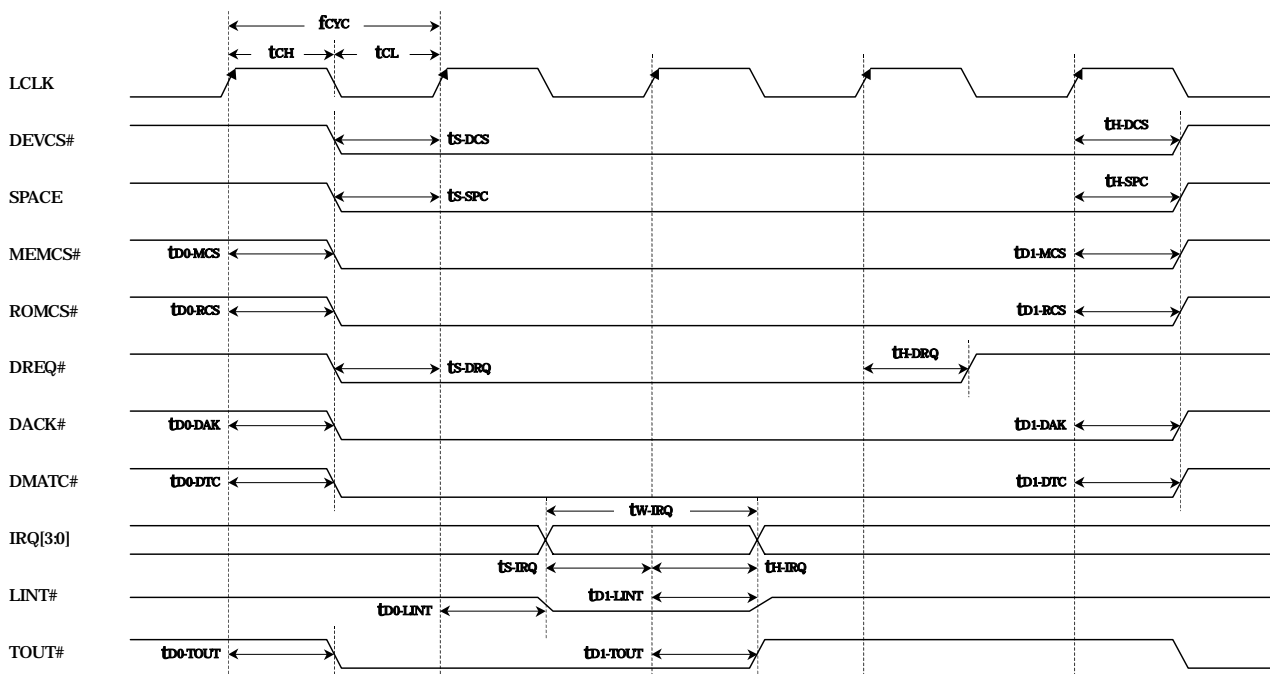 fCYC
tCH tCL
LCLK
DEVCS# tS-DCS tH-DCS
SPACE tS-SPC tH-SPC
MEMCS# tD0-MCS tD1-MCS
ROMCS# tD0-RCS tD1-RCS
DREQ# tS-DRQ tH-DRQ
DACK# tD0-DAK tD1-DAK
DMATC# tD0-DTC tD1-DTC
tW-IRQ
IRQ[3:0]
tS-IRQ tH-IRQ
LINT# tD1-LINT
tD0-LINT
TOUT# tD0-TOUT tD1-TOUT